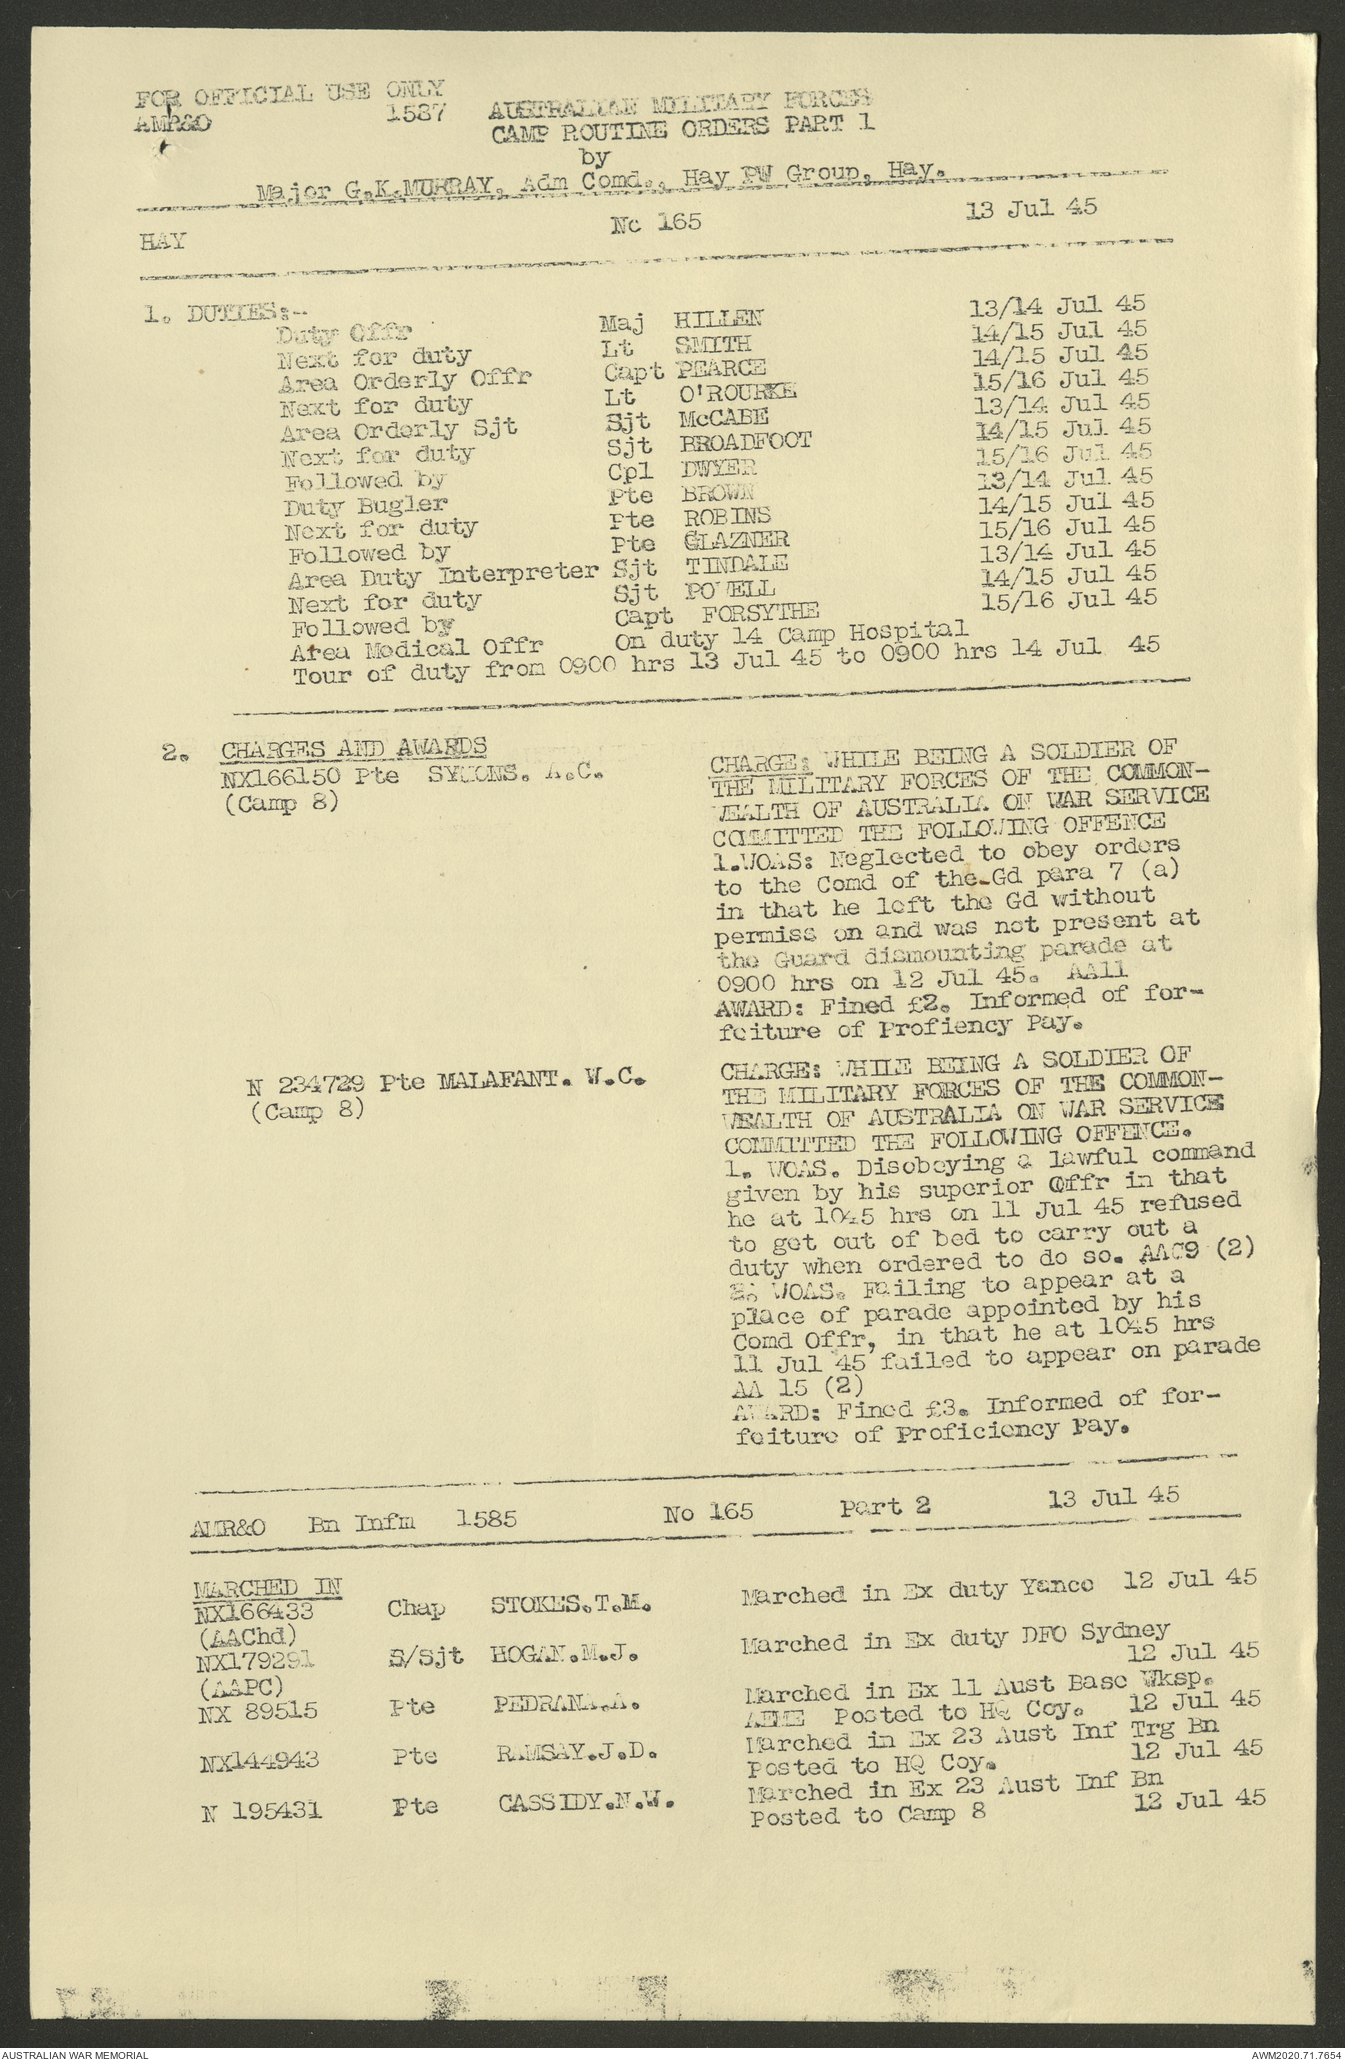 FOR OFFICIAL USE ONLY
AMR&O 1587 AUSTRALIAN MILITARY FORCES
CAMP ROUTINE ORDERS PART 1
by
Major G.K.MURRAY, Adm Comd., Hay PW Group, Hay.
HAY No 165 13 Jul 45
1. DUTIES:-
Duty Offr Maj HILLEN 13/14 Jul 45
Next for duty Lt SMITH 14/15 Jul 45
Area Orderly Offr Capt PEARCE 14/15 Jul 45
Next for duty Lt O'ROURKE 15/16 Jul 45
Area Orderly Sjt Sjt McCABE 13/14 Jul 45
Next for duty Sjt BROADFOOT 14/15 Jul 45
Followed by Cpl DWYER 15/16 Jul 45
Duty Bugler Pte BROWN 13/14 Jul 45
Next for duty Pte ROBINS 14/15 Jul 45
Followed by Pte GLAZNER 15/16 Jul 45
Area Duty Interpreter Sjt TINDALE 13/14 Jul 45
Next for duty Sjt POWELL 14/15 Jul 45
Followed by Capt FORSYTHE 15/16 Jul 45
Area Medical Offr On duty 14 Camp Hospital
Tour of duty from 0900 hrs 13 Jul 45 to 0900 hrs 14 Jul 45
2. CHARGES AND AWARDS
NX166150 Pte SYMONS. A.C.
(Camp 8)
CHARGE: WHILE BEING A SOLDIER OF
THE MILITARY FORCES OF THE COMMON-
WEALTH OF AUSTRALIA ON WAR SERVICE
COMMITTED THE FOLLOWING OFFENCE
1.WOAS: Neglected to obey orders
to the Comd of the Gd para 7 (a)
in that he left the Gd without
permiss on and was not present at
the Guard dismounting parade at
0900 hrs on 12 Jul 45. AA11
AWARD: Fined £2. Informed of for-
feiture of Profiency Pay.
N 234729 Pte MALAFANT. W.C.
(Camp 8)
CHARGE: WHILE BEING A SOLDIER OF
THE MILITARY FORCES OF THE COMMON-
WEALTH OF AUSTRALIA ON WAR SERVICE
COMMITTED THE FOLLOWING OFFENCE.
1. WOAS. Disobeying a lawful command
given by his superior Offr in that
he at 1045 hrs on 11 Jul 45 refused
to get out of bed to carry out a
duty when ordered to do so. AAC9 (2)
2. WOAS. Failing to appear at a
place of parade appointed by his
Comd Offr, in that he at 1045 hrs
11 Jul 45 failed to appear on parade
AA 15 (2)
AWARD: Fined £3. Informed of for-
feiture of Proficiency Pay.
AMR&O Bn Infm 1585 No 165 Part 2 13 Jul 45
MARCHED IN
NX166433 Chap STOKES.T.M. Marched in Ex duty Yanco 12 Jul 45
(AAChd)
NX179291 S/Sjt HOGAN.M.J. Marched in Ex duty DFO Sydney
12 Jul 45
(AAPC)
NX 89515 Pte PEDRANA.A. Marched in Ex 11 Aust Base Wksp.
AEME Posted to HQ Coy. 12 Jul 45
NX144943 Pte RAMSAY.J.D. Marched in Ex 23 Aust Inf Trg Bn
Posted to HQ Coy. 12 Jul 45
N 195431 Pte CASSIDY.N.W. Marched in Ex 23 Aust Inf Bn
Posted to Camp 8 12 Jul 45
AUSTRALIAN WAR MEMORIAL AWM2020.71.7654